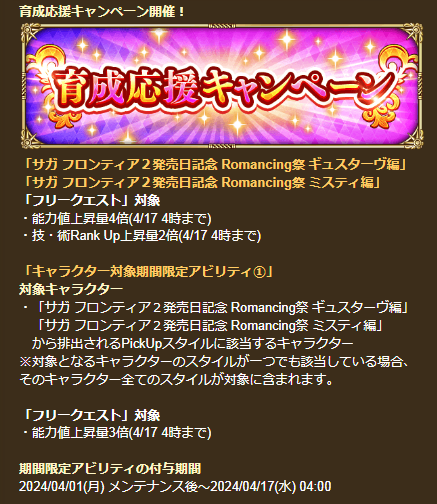 育成応援キャンペーン開催！
育成応援キャンペーン
「サガ フロンティア２発売日記念 Romancing祭 ギュスターヴ編」
「サガ フロンティア２発売日記念 Romancing祭 ミスティ編」
「フリークエスト」対象
・能力値上昇量4倍(4/17 4時まで)
・技・術Rank Up上昇量2倍(4/17 4時まで)
「キャラクター対象期間限定アビリティ①」
対象キャラクター
・「サガ フロンティア２発売日記念 Romancing祭 ギュスターヴ編」
「サガ フロンティア２発売日記念 Romancing祭 ミスティ編」
から排出されるPickUpスタイルに該当するキャラクター
※対象となるキャラクターのスタイルが一つでも該当している場合、
そのキャラクター全てのスタイルが対象に含まれます。
「フリークエスト」対象
・能力値上昇量3倍(4/17 4時まで)
期間限定アビリティの付与期間
2024/04/01(月) メンテナンス後～2024/04/17(水) 04:00